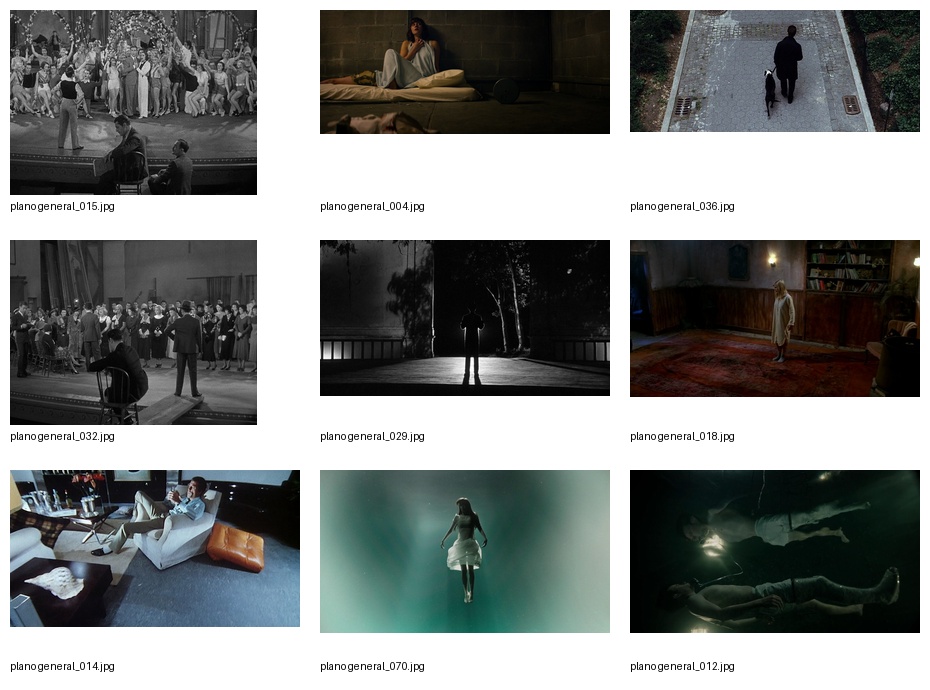 planogeneral_015.jpg
planogeneral_004.jpg
planogeneral_036.jpg
planogeneral_032.jpg
planogeneral_029.jpg
planogeneral_018.jpg
planogeneral_014.jpg
planogeneral_070.jpg
planogeneral_012.jpg